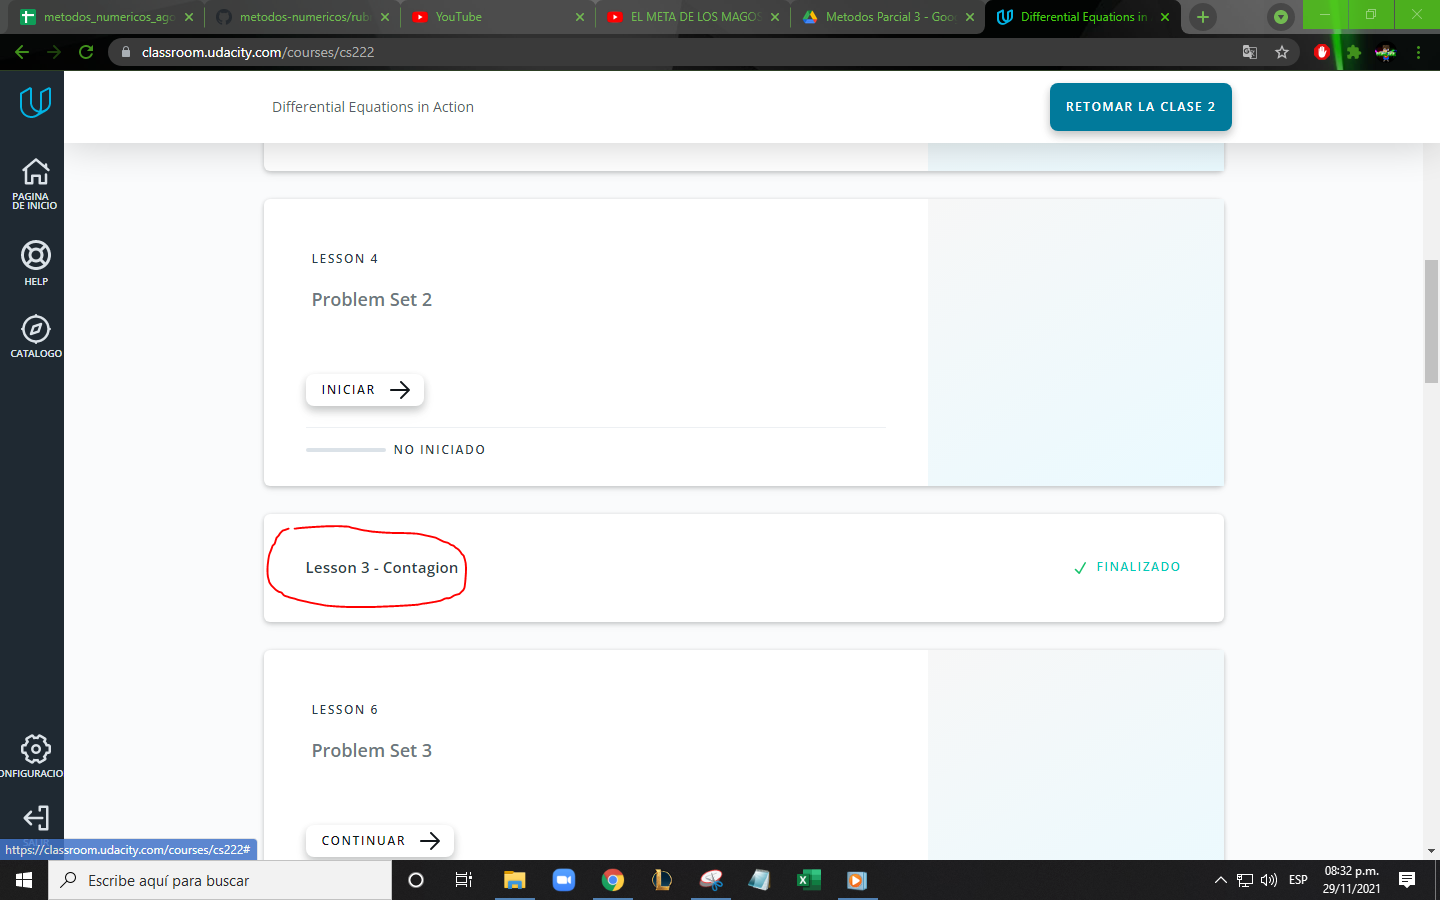 metodos_numericos_ago
metodos-numericos/rub
YouTube
EL META DE LOS MAGOS
Metodos Parcial 3 - Goo
Differential Equations in
classroom.udacity.com/courses/cs222
Differential Equations in Action
RETOMAR LA CLASE 2
PAGINA
DE INICIO
HELP
CATALOGO
LESSON 4
Problem Set 2
INICIAR
NO INICIADO
Lesson 3 - Contagion
FINALIZADO
LESSON 6
Problem Set 3
CONTINUAR
ONFIGURACIO
https://classroom.udacity.com/courses/cs222#
Escribe aquí para buscar
ESP
08:32 p.m.
29/11/2021